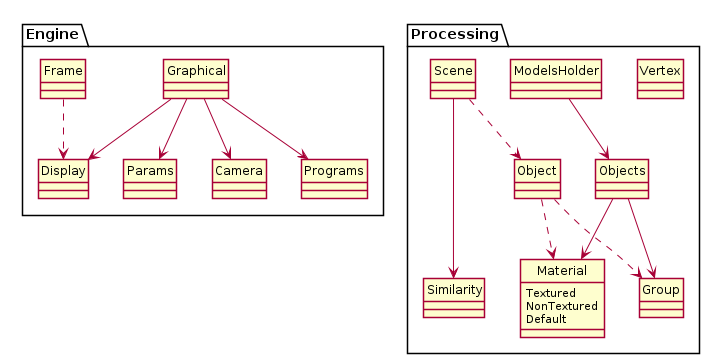 Engine
Frame
Graphical
Display
Params
Camera
Programs
Processing
Scene
ModelsHolder
Vertex
Object
Objects
Similarity
Material
Textured
NonTextured
Default
Group